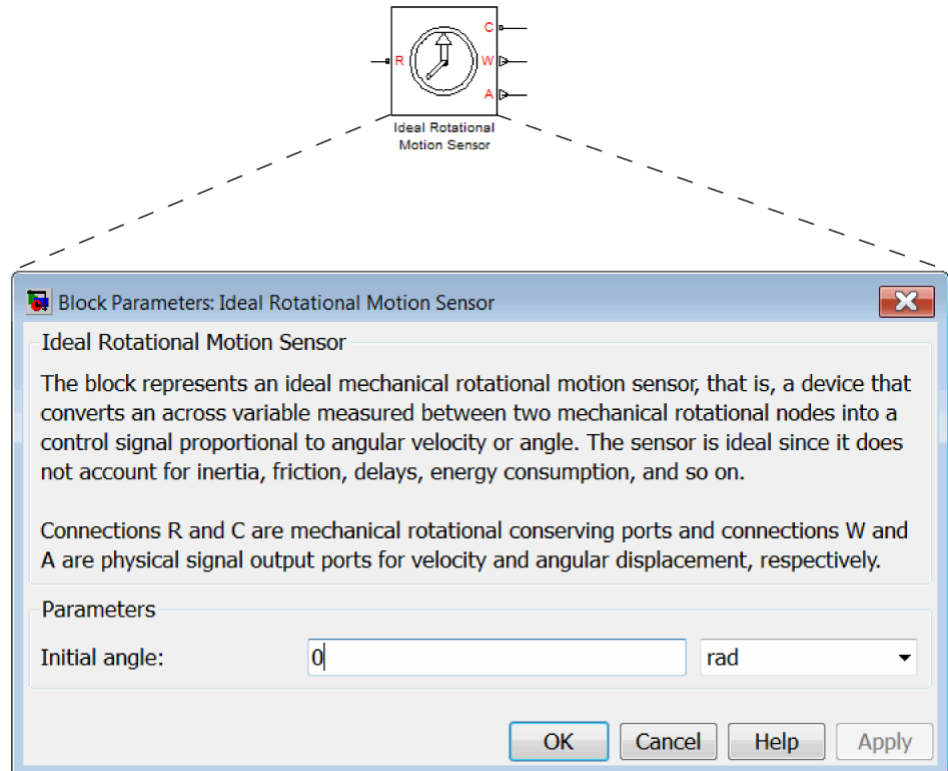 C
R
W
A
Ideal Rotational
Motion Sensor
Block Parameters: Ideal Rotational Motion Sensor
Ideal Rotational Motion Sensor
The block represents an ideal mechanical rotational motion sensor, that is, a device that
converts an across variable measured between two mechanical rotational nodes into a
control signal proportional to angular velocity or angle. The sensor is ideal since it does
not account for inertia, friction, delays, energy consumption, and so on.
Connections R and C are mechanical rotational conserving ports and connections W and
A are physical signal output ports for velocity and angular displacement, respectively.
Parameters
Initial angle: 0 rad
OK Cancel Help Apply